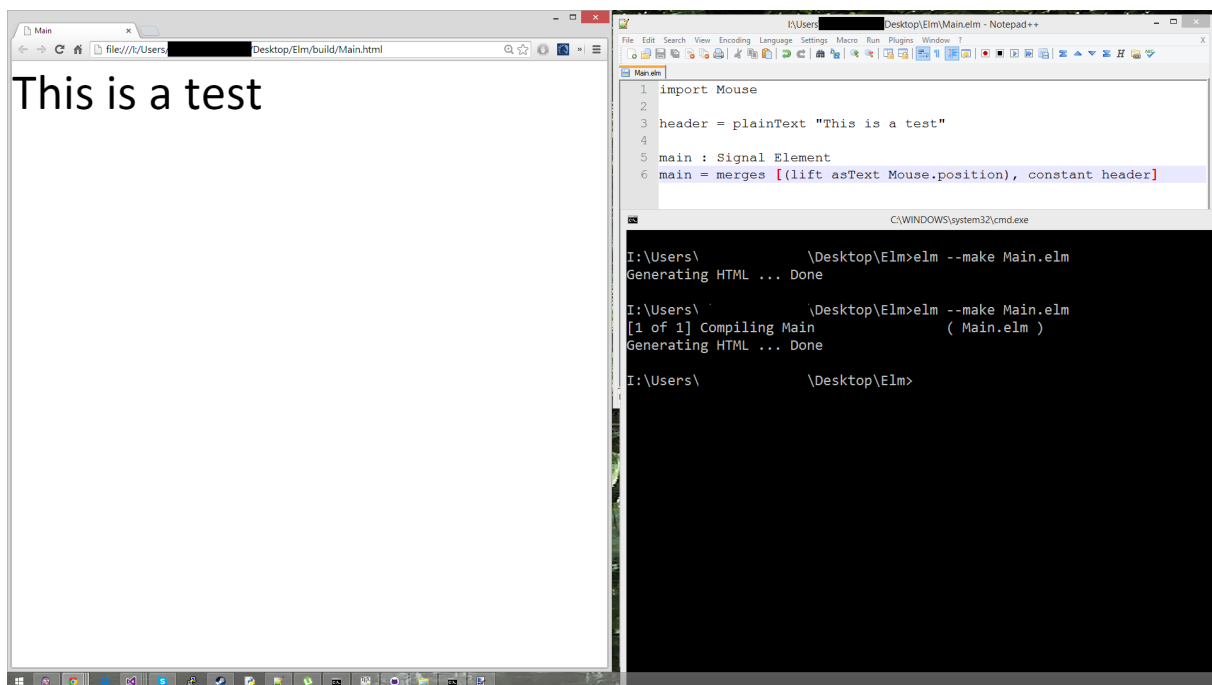 Main
file:///I:/Users/ /Desktop/Elm/build/Main.html
This is a test
I:\Users\ Desktop\Elm\Main.elm - Notepad++
File Edit Search View Encoding Language Settings Macro Run Plugins Window ? X
Main.elm
1 import Mouse
2
3 header = plainText "This is a test"
4
5 main : Signal Element
6 main = merges [(lift asText Mouse.position), constant header]
C:\WINDOWS\system32\cmd.exe
I:\Users\ \Desktop\Elm>elm --make Main.elm
Generating HTML ... Done
I:\Users\ \Desktop\Elm>elm --make Main.elm
[1 of 1] Compiling Main ( Main.elm )
Generating HTML ... Done
I:\Users\ \Desktop\Elm>